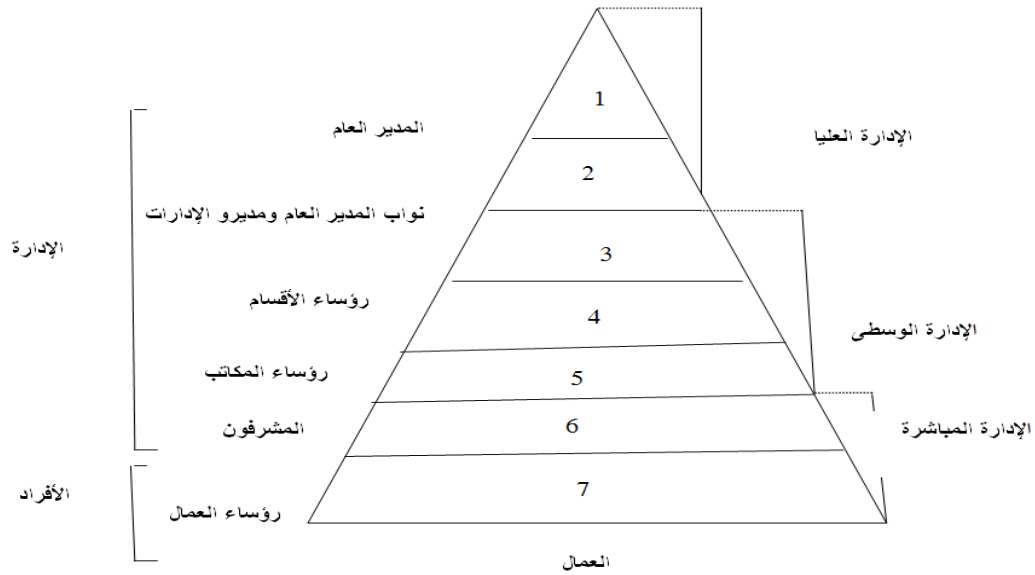 1
المدير العام
الإدارة العليا
2
نواب المدير العام ومديرو الإدارات
الإدارة
3
رؤساء الأقسام
4
الإدارة الوسطى
رؤساء المكاتب
5
المشرفون
6
الإدارة المباشرة
7
الأفراد
رؤساء العمال
العمال